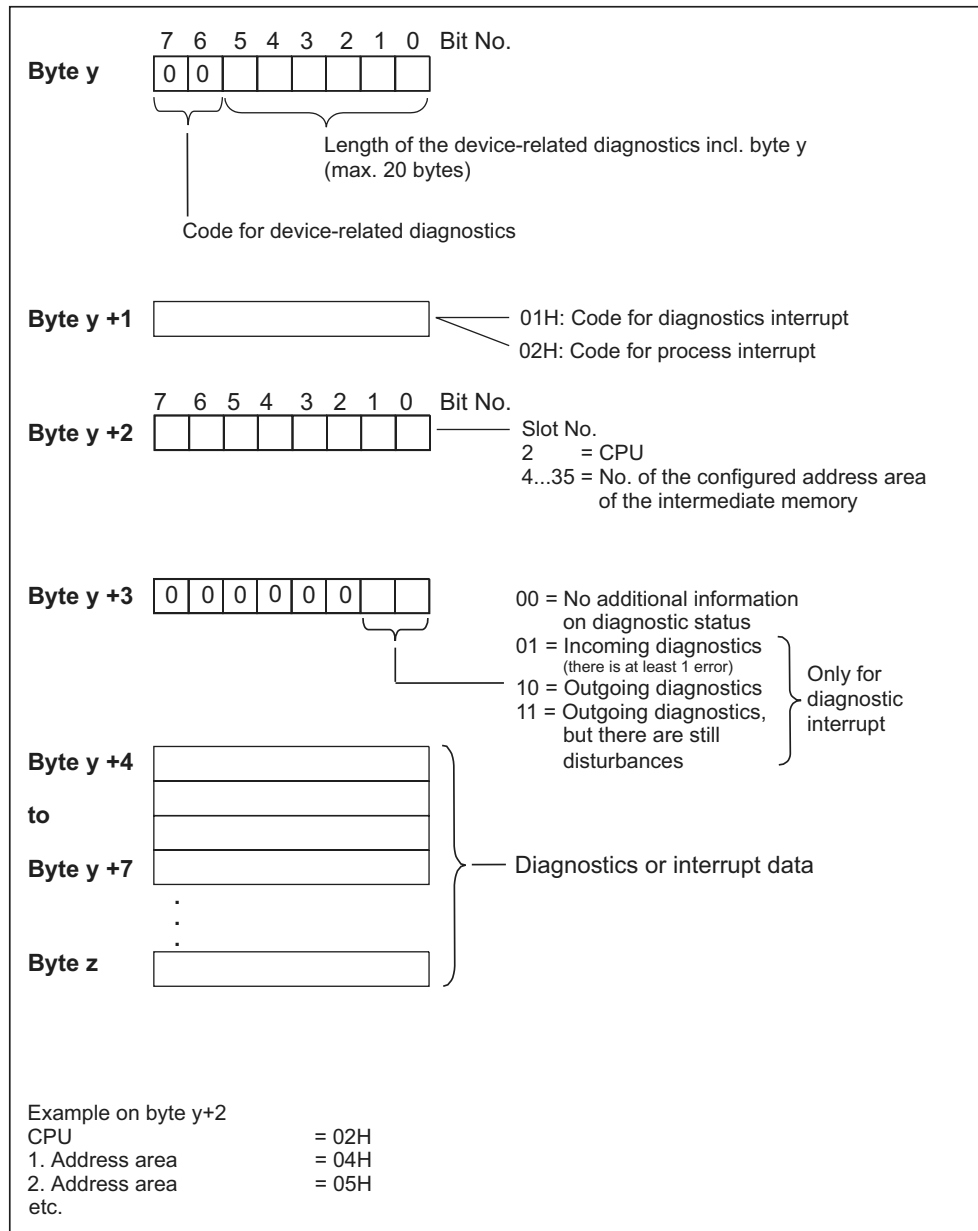 7 6 5 4 3 2 1 0 Bit No.
Byte y 0 0
Length of the device-related diagnostics incl. byte y
(max. 20 bytes)
Code for device-related diagnostics
Byte y +1
01H: Code for diagnostics interrupt
02H: Code for process interrupt
7 6 5 4 3 2 1 0 Bit No.
Byte y +2
Slot No.
2 = CPU
4...35 = No. of the configured address area
of the intermediate memory
Byte y +3 0 0 0 0 0 0
00 = No additional information
on diagnostic status
01 = Incoming diagnostics
(there is at least 1 error)
10 = Outgoing diagnostics
11 = Outgoing diagnostics,
but there are still
disturbances
Only for
diagnostic
interrupt
Byte y +4
to
Byte y +7
Diagnostics or interrupt data
.
.
.
Byte z
Example on byte y+2
CPU = 02H
1. Address area = 04H
2. Address area = 05H
etc.